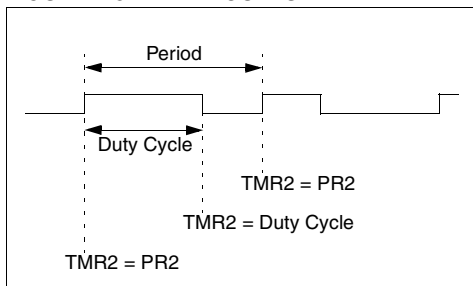 Period
Duty Cycle
TMR2 = PR2
TMR2 = Duty Cycle
TMR2 = PR2